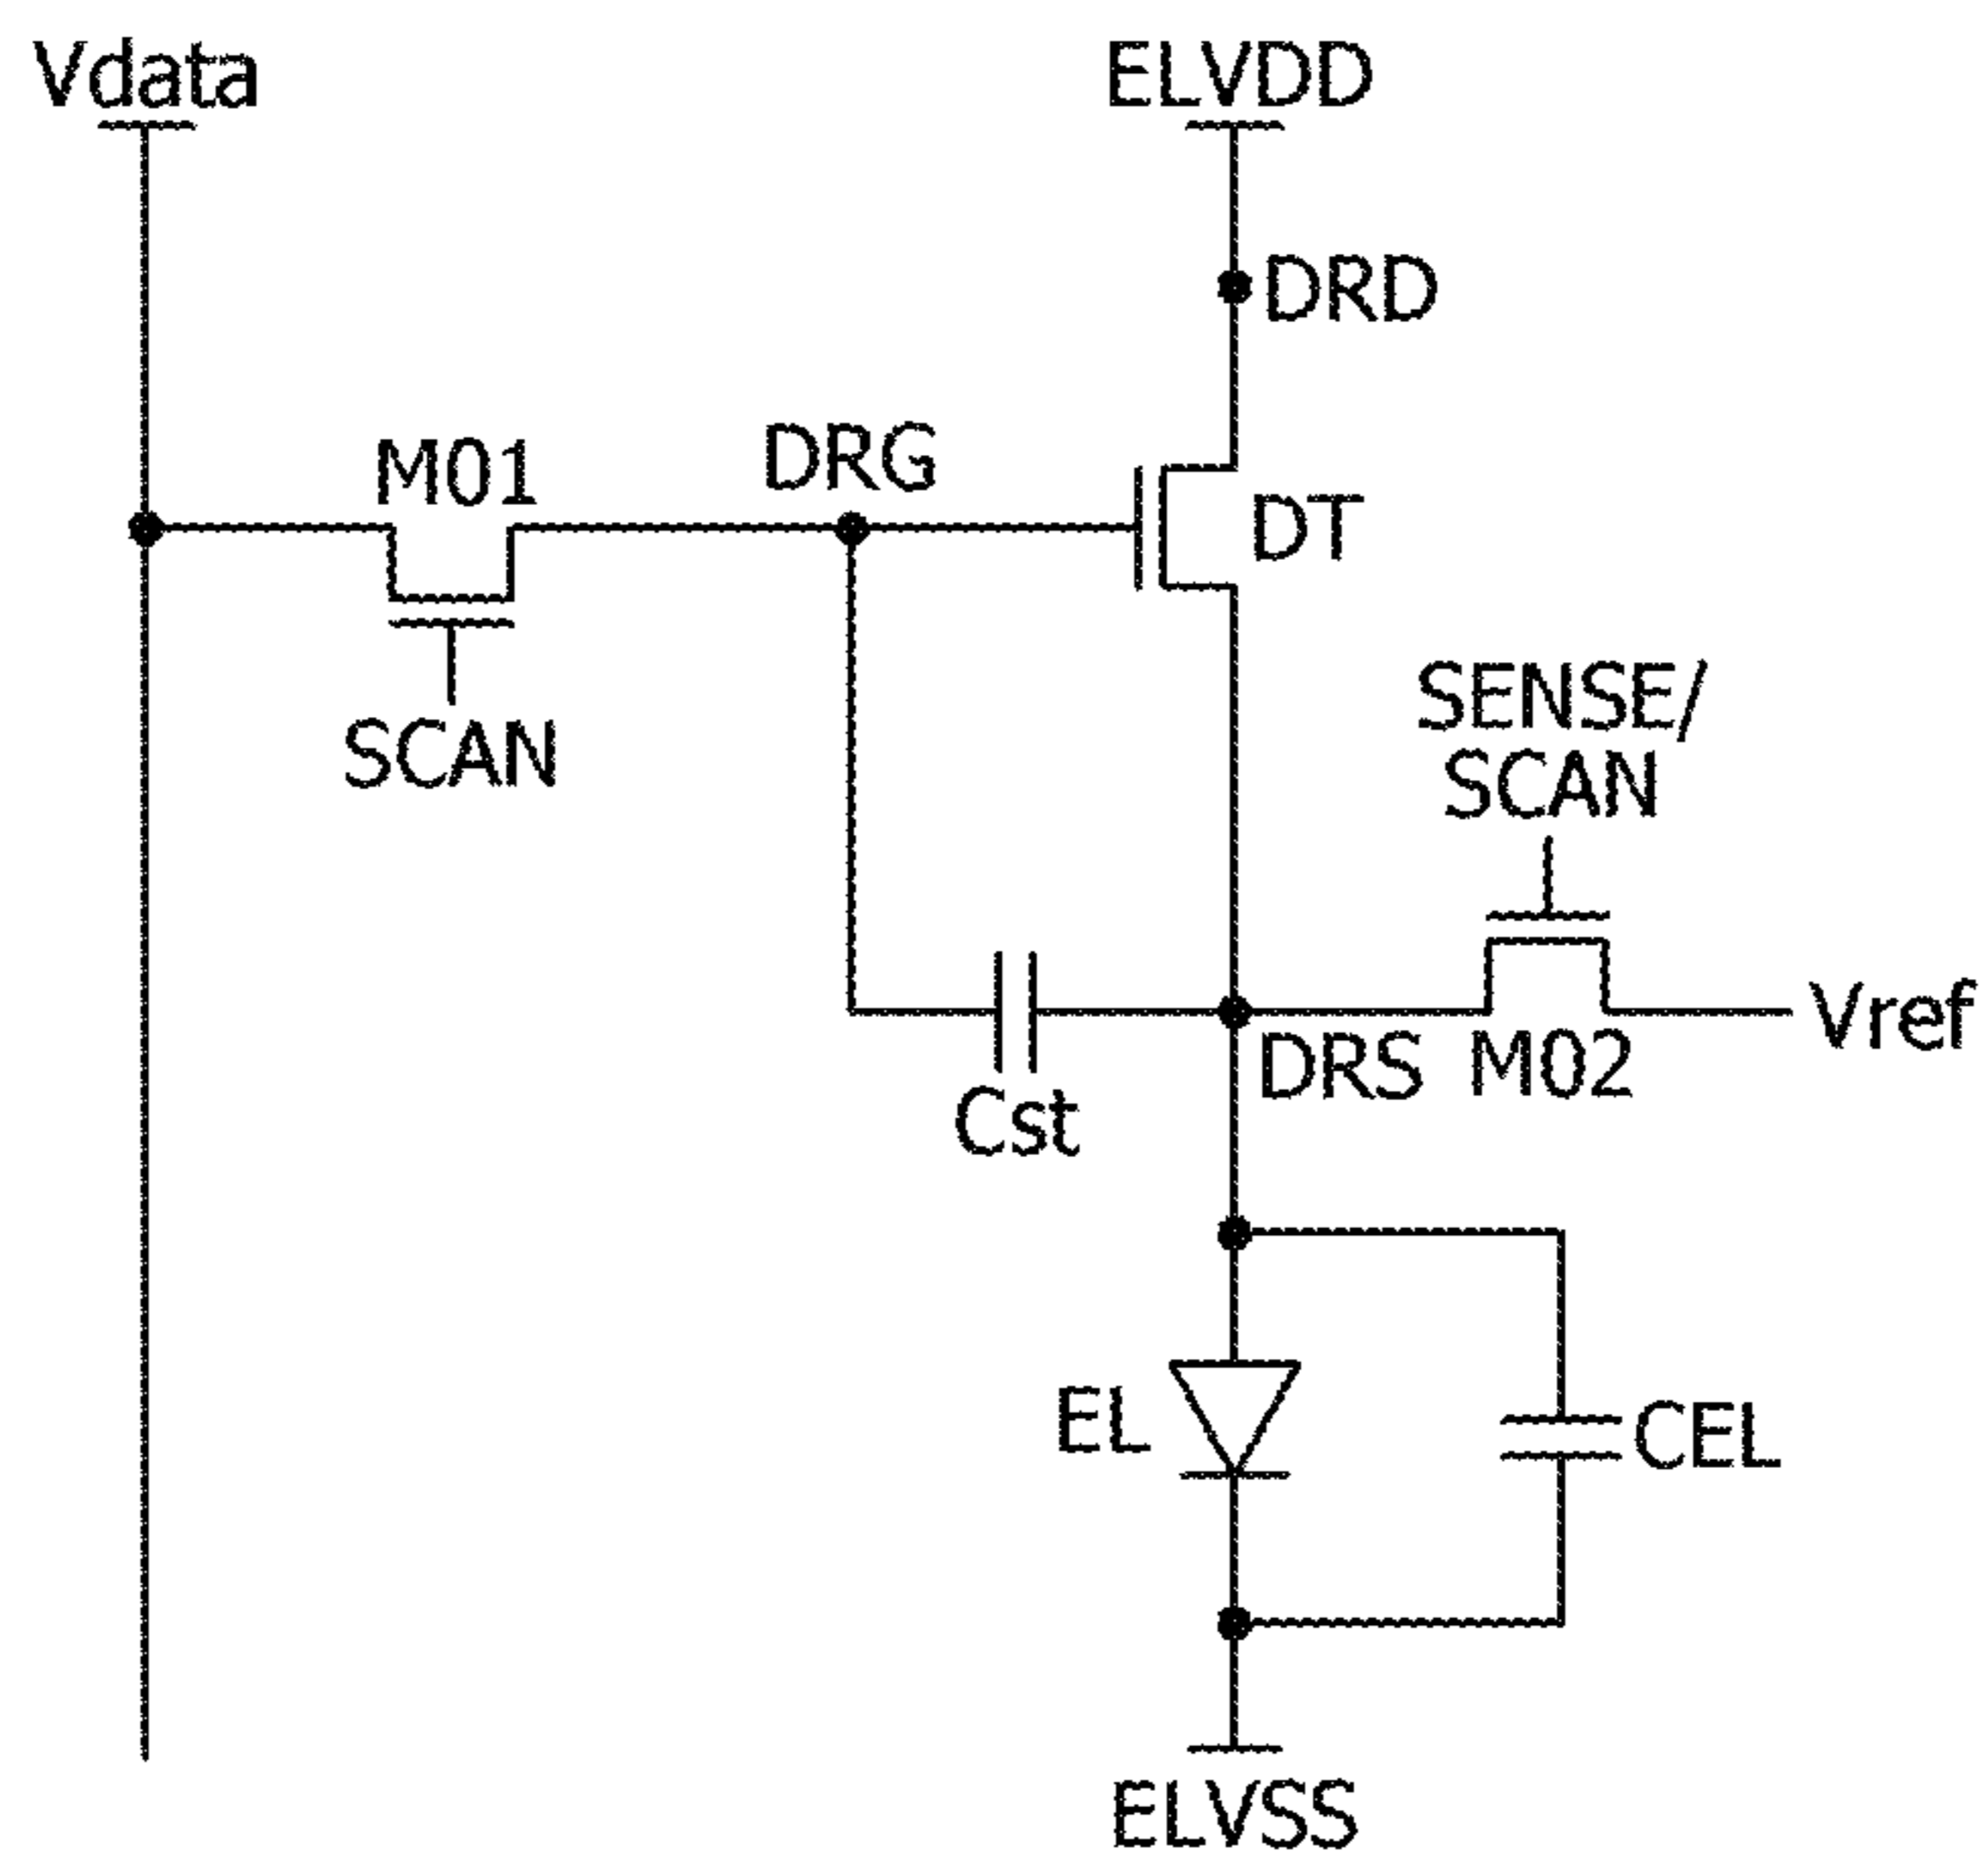 Vdata
ELVDD
DRD
M01
DRG
DT
SCAN
SENSE/
SCAN
Vref
DRS
M02
Cst
EL
CEL
ELVSS